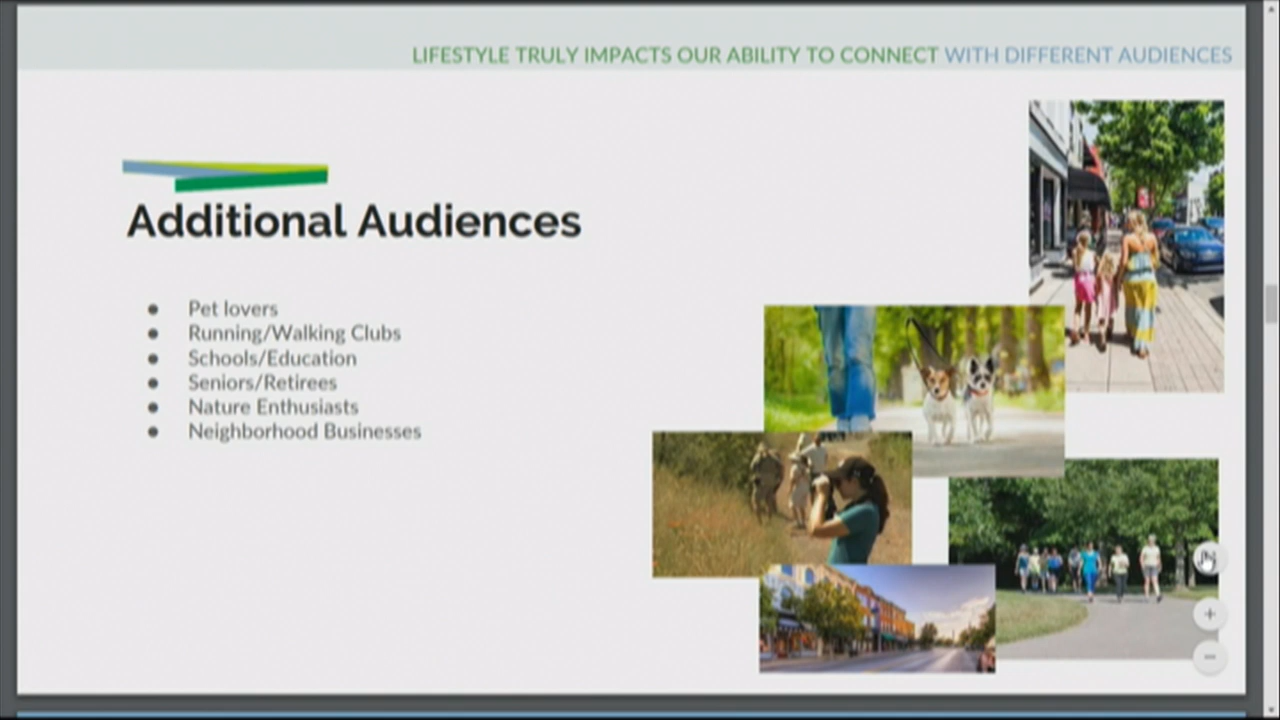 LIFESTYLE TRULY IMPACTS OUR ABILITY TO CONNECT WITH DIFFERENT AUDIENCES
Additional Audiences
● Pet lovers
● Running/Walking Clubs
● Schools/Education
● Seniors/Retirees
● Nature Enthusiasts
● Neighborhood Businesses